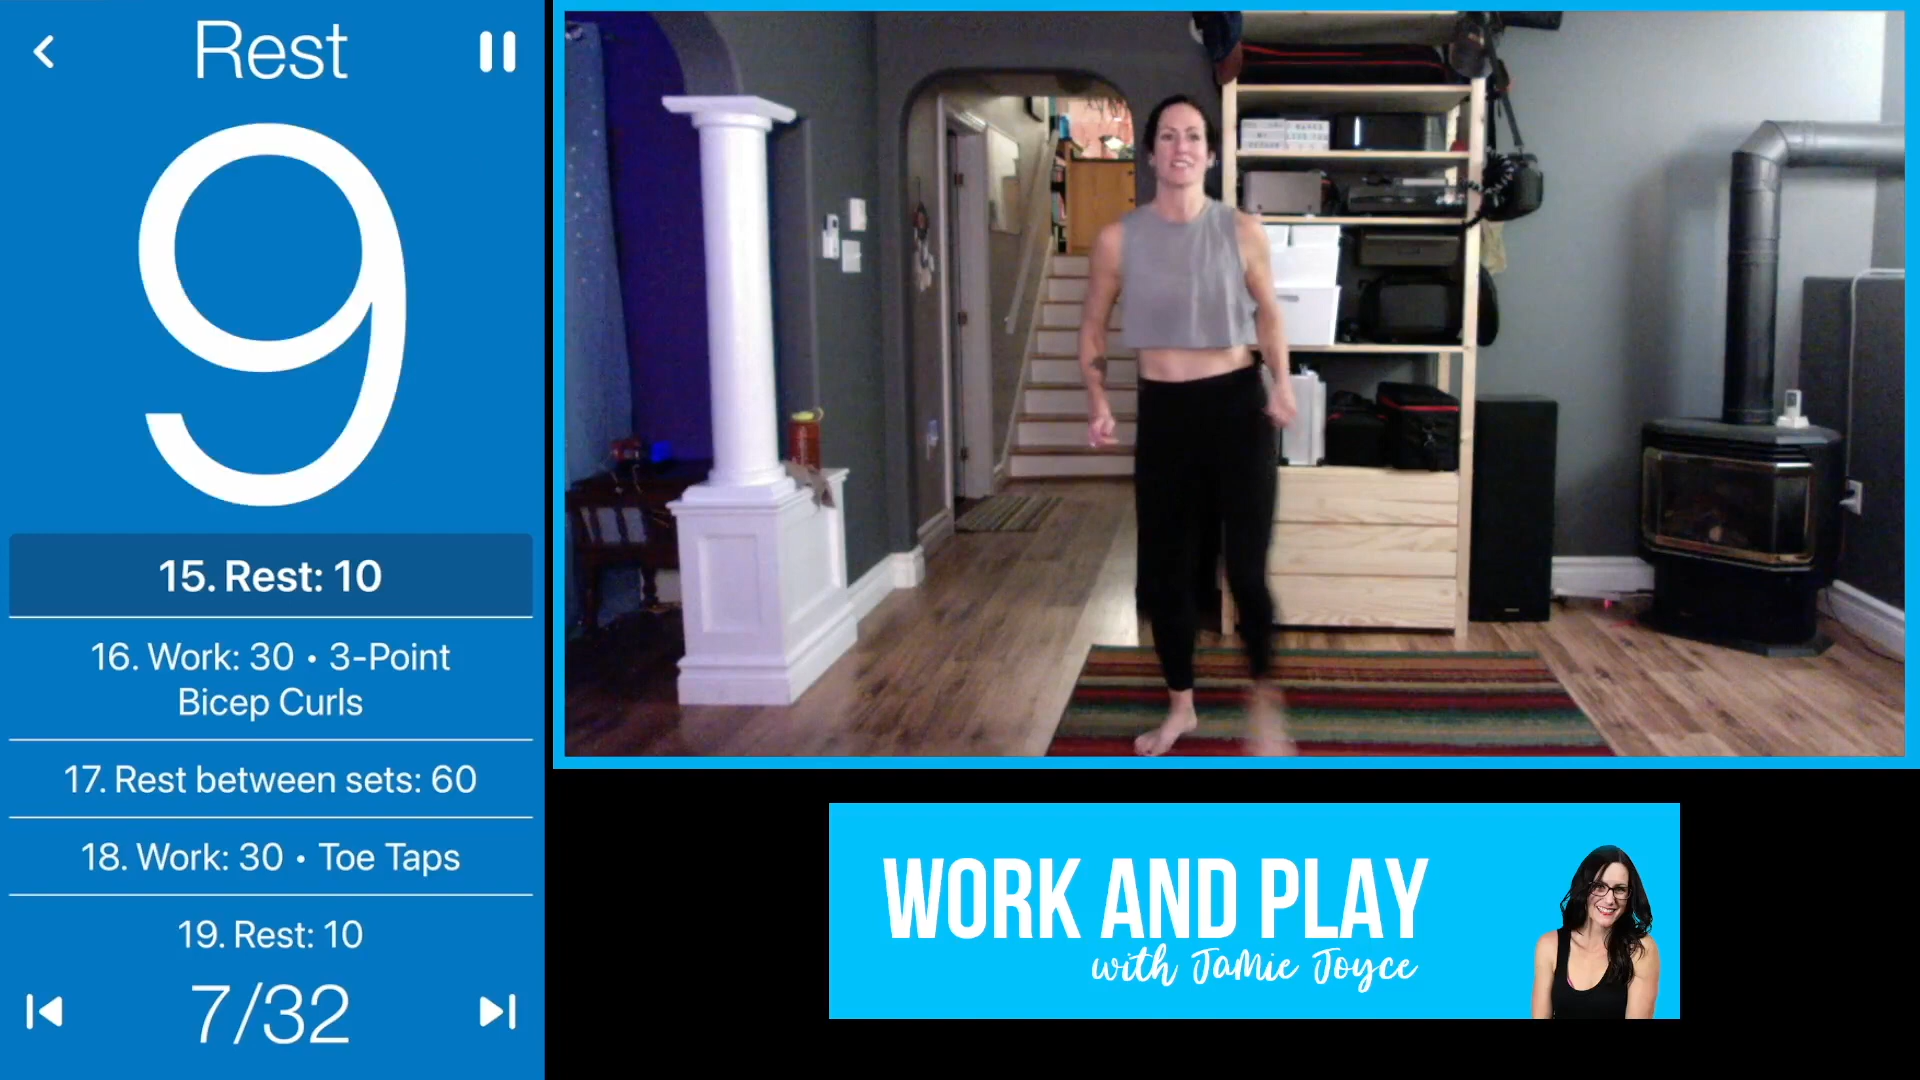 Rest
9
15. Rest: 10
16. Work: 30 • 3-Point
Bicep Curls
17. Rest between sets: 60
18. Work: 30 • Toe Taps
19. Rest: 10
7/32
WORK AND PLAY
with Jamie Joyce